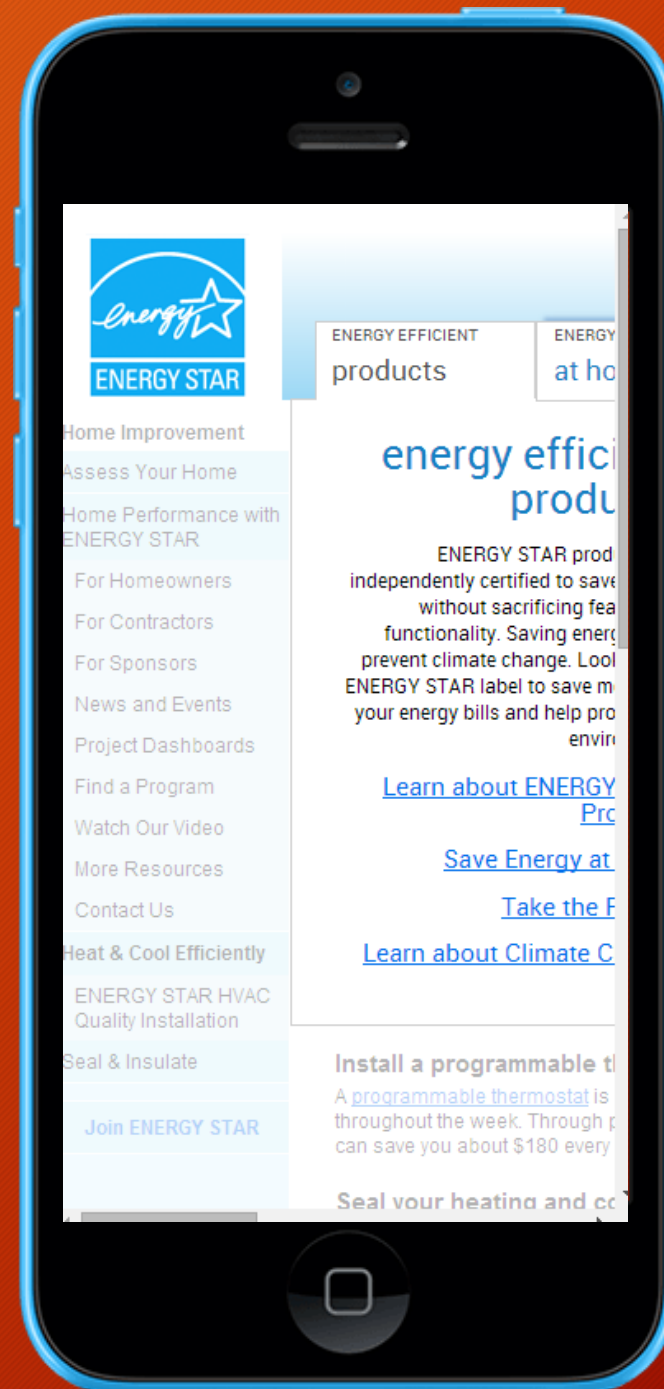 energy
ENERGY STAR
ENERGY EFFICIENT
products
ENERGY
at ho
Home Improvement
Assess Your Home
Home Performance with
ENERGY STAR
For Homeowners
For Contractors
For Sponsors
News and Events
Project Dashboards
Find a Program
Watch Our Video
More Resources
Contact Us
Heat & Cool Efficiently
ENERGY STAR HVAC
Quality Installation
Seal & Insulate
Join ENERGY STAR
energy effici
produ
ENERGY STAR prod
independently certified to save
without sacrificing fea
functionality. Saving energ
prevent climate change. Look
ENERGY STAR label to save m
your energy bills and help pro
enviro
Learn about ENERGY
Pro
Save Energy at
Take the P
Learn about Climate C
Install a programmable t
A programmable thermostat is
throughout the week. Through p
can save you about $180 every
Seal your heating and co